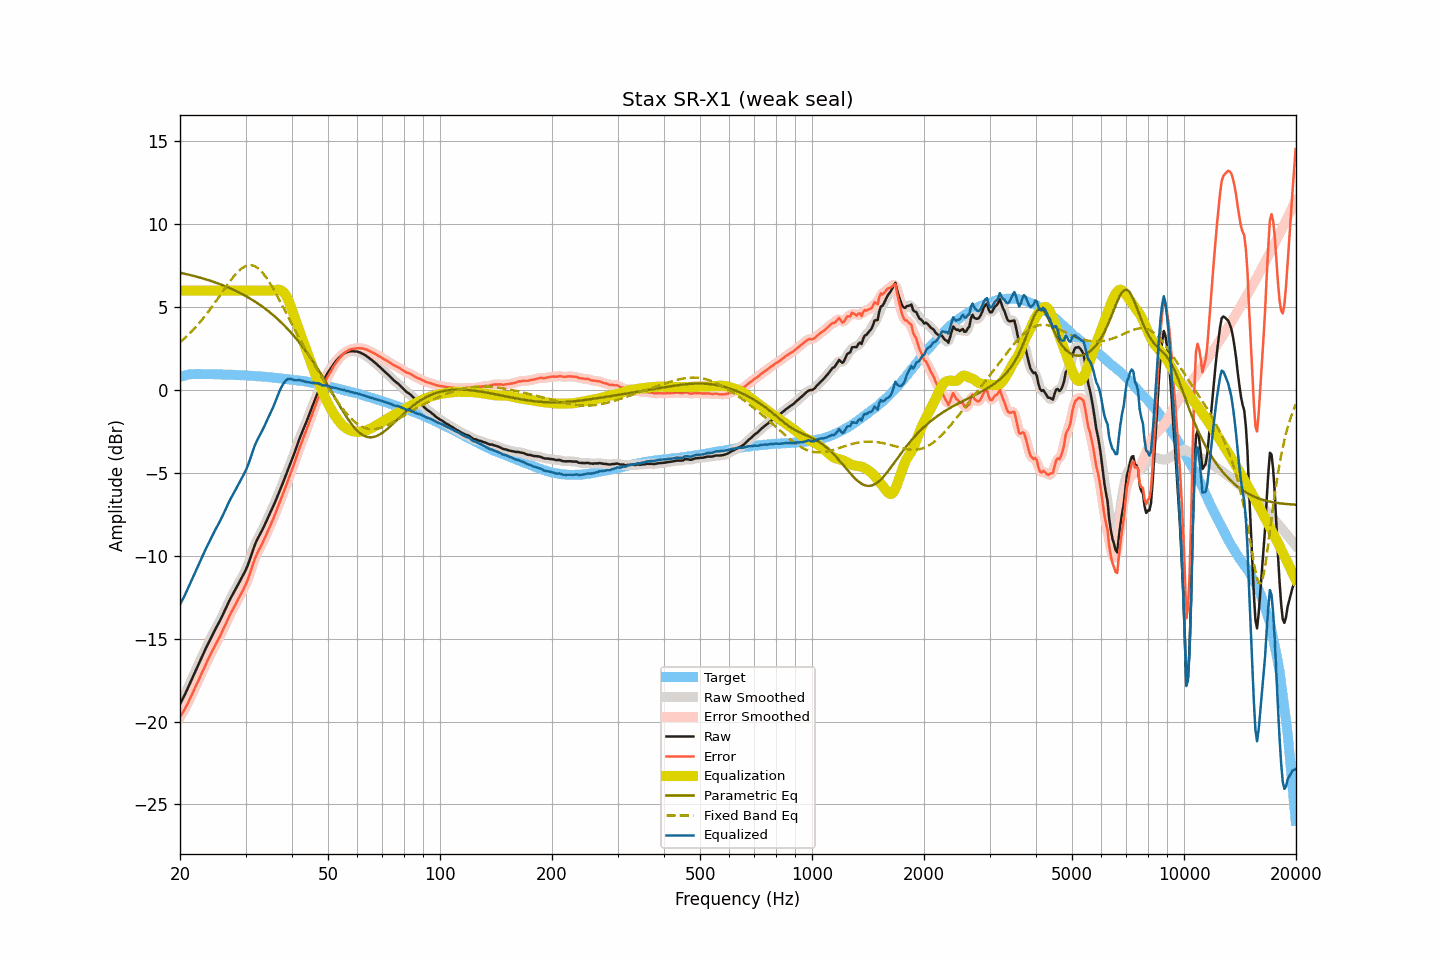 Stax SR-X1 (weak seal)
15
10
5
0
−5
−10
−15
−20
−25
Amplitude (dBr)
Target
Raw Smoothed
Error Smoothed
Raw
Error
Equalization
Parametric Eq
Fixed Band Eq
Equalized
20 50 100 200 500 1000 2000 5000 10000 20000
Frequency (Hz)